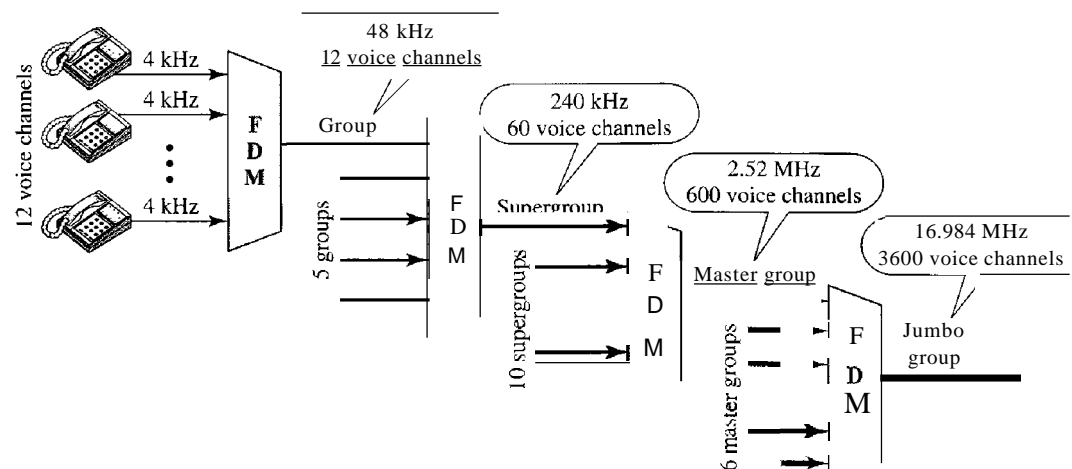 12 voice channels
4 kHz
4 kHz
4 kHz
F
D
M
48 kHz
12 voice channels
Group
5 groups
F
D
M
240 kHz
60 voice channels
Supergroup
10 supergroups
F
D
M
2.52 MHz
600 voice channels
Master group
6 master groups
F
D
M
16.984 MHz
3600 voice channels
Jumbo
group